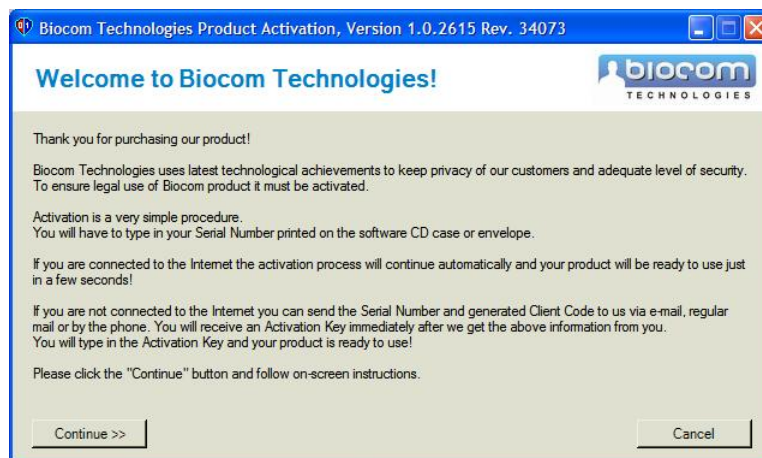 Biocom Technologies Product Activation, Version 1.0.2615 Rev. 34073
Welcome to Biocom Technologies!
biocom
TECHNOLOGIES
Thank you for purchasing our product!
Biocom Technologies uses latest technological achievements to keep privacy of our customers and adequate level of security.
To ensure legal use of Biocom product it must be activated.
Activation is a very simple procedure.
You will have to type in your Serial Number printed on the software CD case or envelope.
If you are connected to the Internet the activation process will continue automatically and your product will be ready to use just
in a few seconds!
If you are not connected to the Internet you can send the Serial Number and generated Client Code to us via e-mail, regular
mail or by the phone. You will receive an Activation Key immediately after we get the above information from you.
You will type in the Activation Key and your product is ready to use!
Please click the "Continue" button and follow on-screen instructions.
Continue >>
Cancel